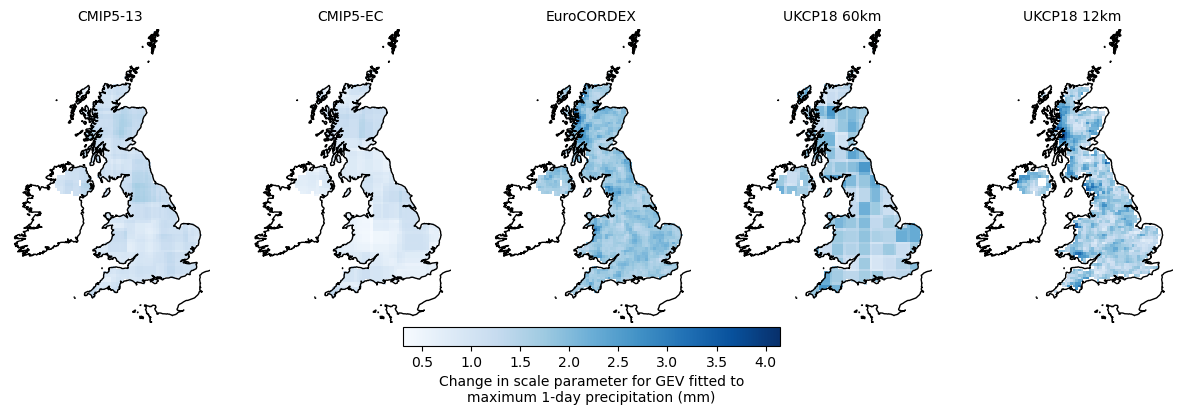 CMIP5-13 CMIP5-EC EuroCORDEX UKCP18 60km UKCP18 12km
0.5 1.0 1.5 2.0 2.5 3.0 3.5 4.0
Change in scale parameter for GEV fitted to
maximum 1-day precipitation (mm)